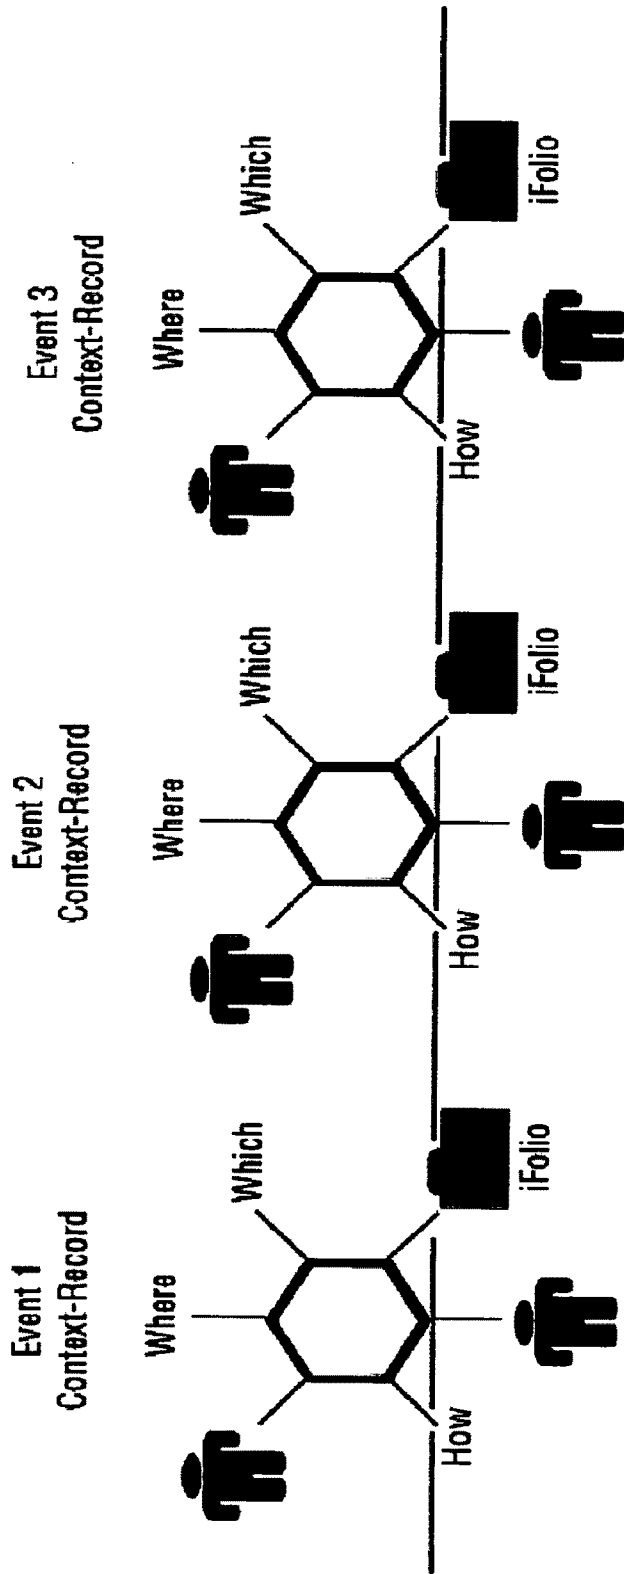 Event 1
Context-Record
Where
Which
How
iFolio
Event 2
Context-Record
Where
Which
How
iFolio
Event 3
Context-Record
Where
Which
How
iFolio